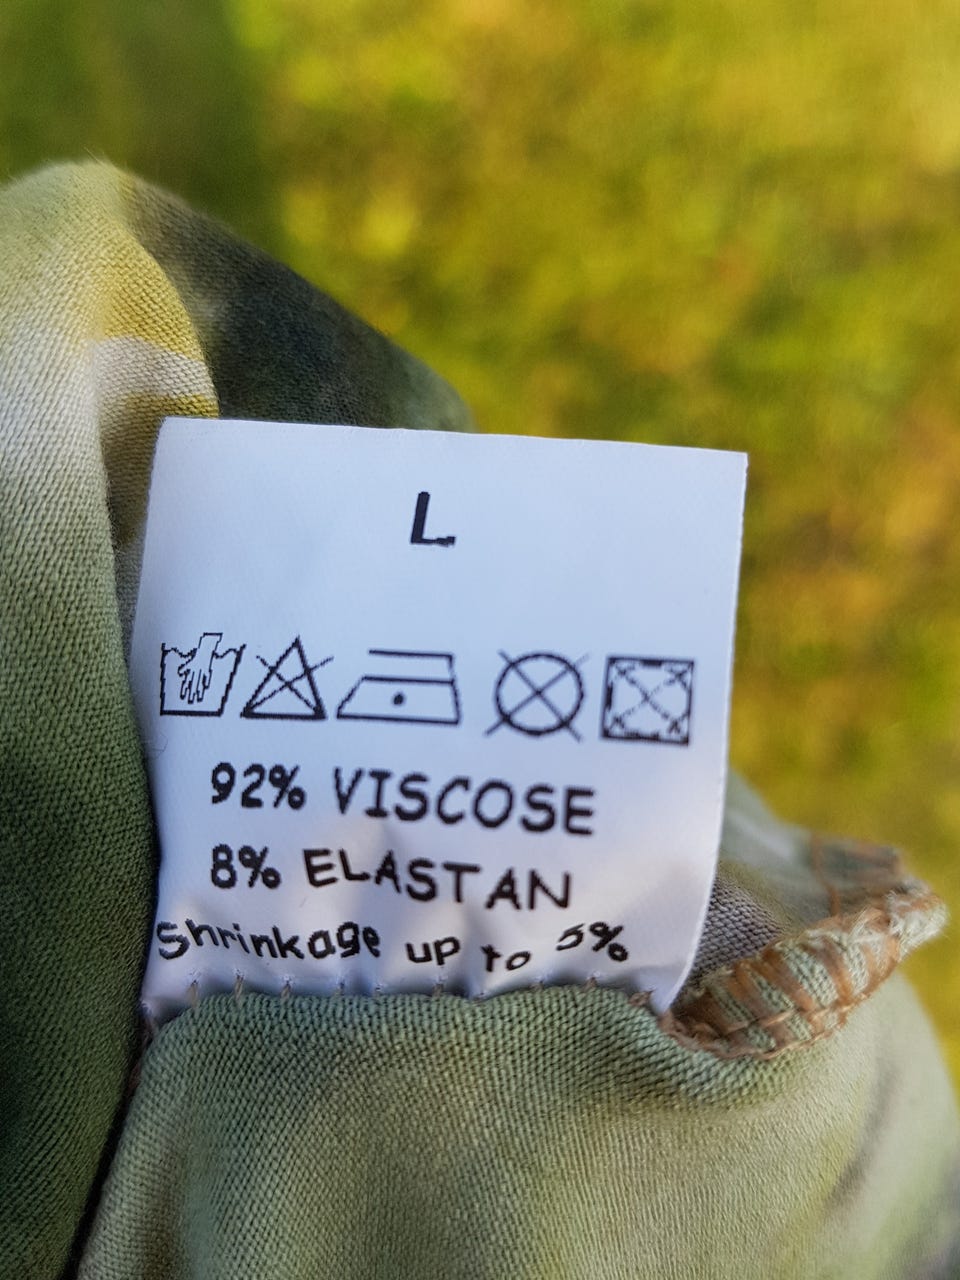 L
92% VISCOSE
8% ELASTAN
Shrinkage up to 5%